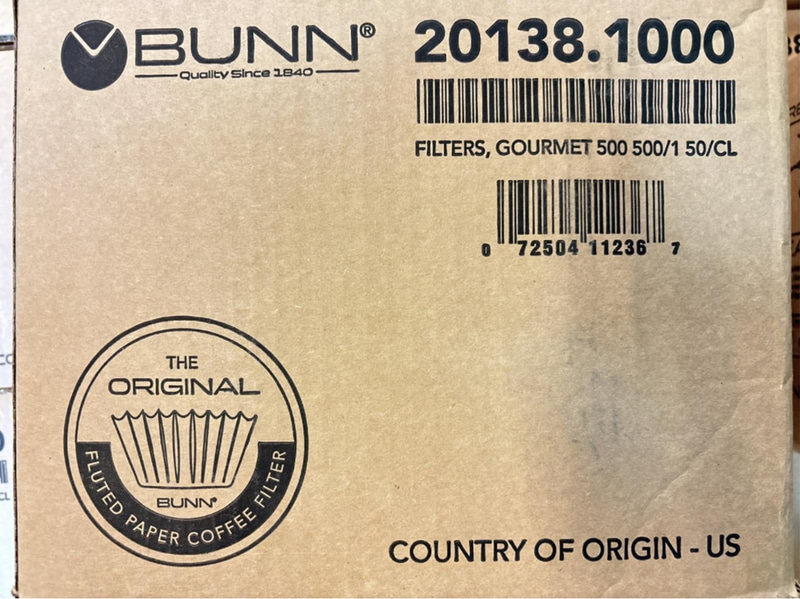 BUNN®
Quality Since 1840
20138.1000
FILTERS, GOURMET 500 500/1 50/CL
0 72504 11236 7
THE
ORIGINAL
BUNN®
FLUTED PAPER COFFEE FILTER
COUNTRY OF ORIGIN - US
CL